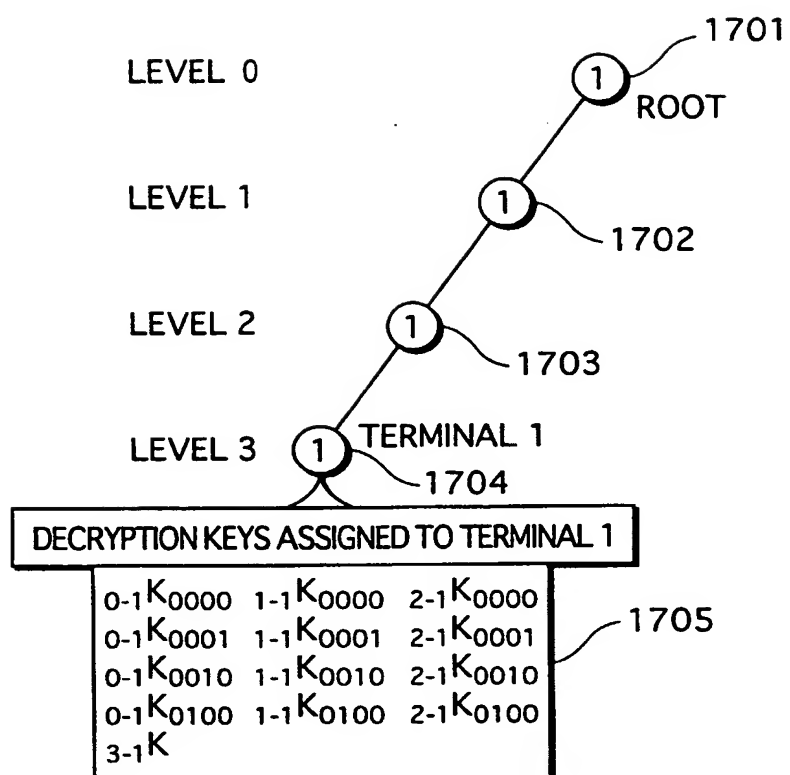 1701
LEVEL 0
1
ROOT
LEVEL 1
1
1702
LEVEL 2
1
1703
LEVEL 3
1
TERMINAL 1
1704
DECRYPTION KEYS ASSIGNED TO TERMINAL 1
0-1K0000 1-1K0000 2-1K0000
0-1K0001 1-1K0001 2-1K0001
0-1K0010 1-1K0010 2-1K0010
0-1K0100 1-1K0100 2-1K0100
3-1K
1705